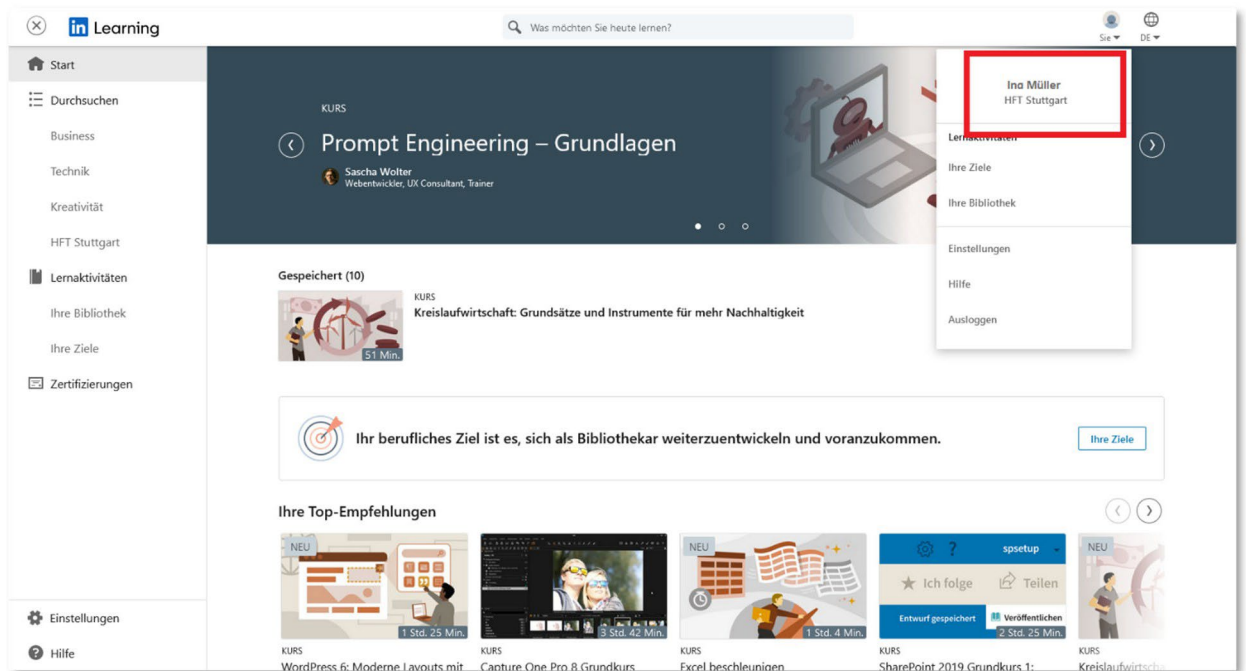 in Learning
Was möchten Sie heute lernen?
Sie
DE
Start
Durchsuchen
Business
Technik
Kreativität
HFT Stuttgart
Lernaktivitäten
Ihre Bibliothek
Ihre Ziele
Zertifizierungen
Einstellungen
Hilfe
KURS
Prompt Engineering – Grundlagen
Sascha Wolter
Webentwickler, UX Consultant, Trainer
Ina Müller
HFT Stuttgart
Lernaktivitäten
Ihre Ziele
Ihre Bibliothek
Einstellungen
Hilfe
Ausloggen
Gespeichert (10)
51 Min.
KURS
Kreislaufwirtschaft: Grundsätze und Instrumente für mehr Nachhaltigkeit
Ihr berufliches Ziel ist es, sich als Bibliothekar weiterzuentwickeln und voranzukommen.
Ihre Ziele
Ihre Top-Empfehlungen
NEU
1 Std. 25 Min.
KURS
WordPress 6: Moderne Layouts mit
3 Std. 42 Min.
KURS
Capture One Pro 8 Grundkurs
NEU
1 Std. 4 Min.
KURS
Excel beschleunigen
spsetup
Ich folge
Teilen
Entwurf gespeichert
Veröffentlichen
2 Std. 25 Min.
KURS
SharePoint 2019 Grundkurs 1:
NEU
KURS
Kreislaufwirtscha